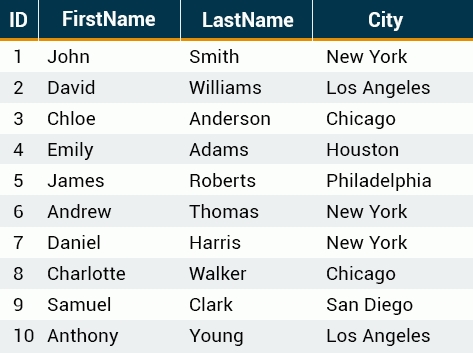 ID FirstName LastName City
1 John Smith New York
2 David Williams Los Angeles
3 Chloe Anderson Chicago
4 Emily Adams Houston
5 James Roberts Philadelphia
6 Andrew Thomas New York
7 Daniel Harris New York
8 Charlotte Walker Chicago
9 Samuel Clark San Diego
10 Anthony Young Los Angeles